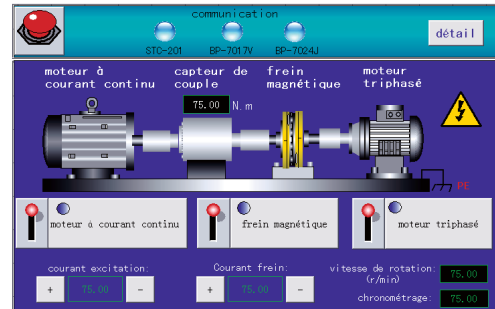 communication
STC-201 BP-7017V BP-7024J
détail
moteur à courant continu
capteur de couple
frein magnétique
moteur triphasé
75.00 N.m
PE
moteur à courant continu
frein magnétique
moteur triphasé
courant excitation:
+ 75.00 -
Courant frein:
+ 75.00 -
vitesse de rotation: 75.00
(r/min)
chronométrage: 75.00